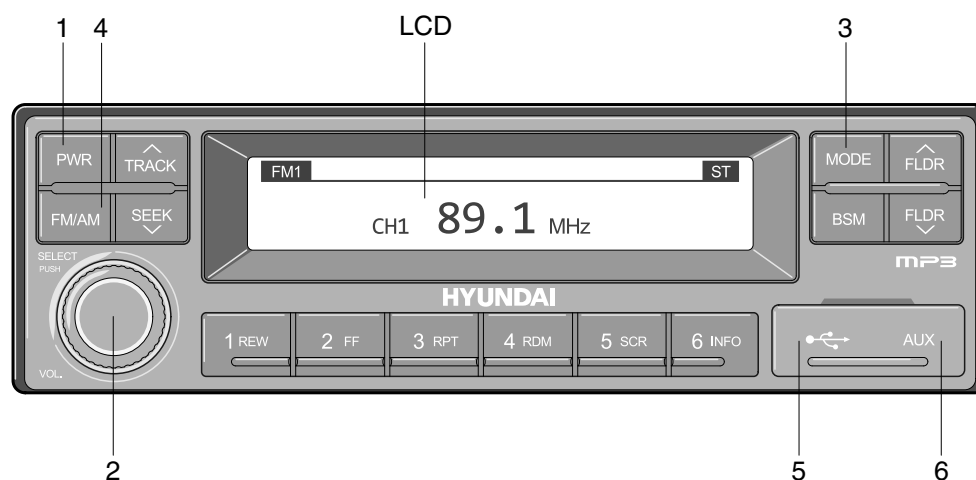 1 4 LCD 3
PWR TRACK
FM/AM SEEK
FM1 ST
CH1 89.1 MHz
MODE FLDR
BSM FLDR
MP3
SELECT
PUSH
VOL.
HYUNDAI
1 REW 2 FF 3 RPT 4 RDM 5 SCR 6 INFO
AUX
2 5 6